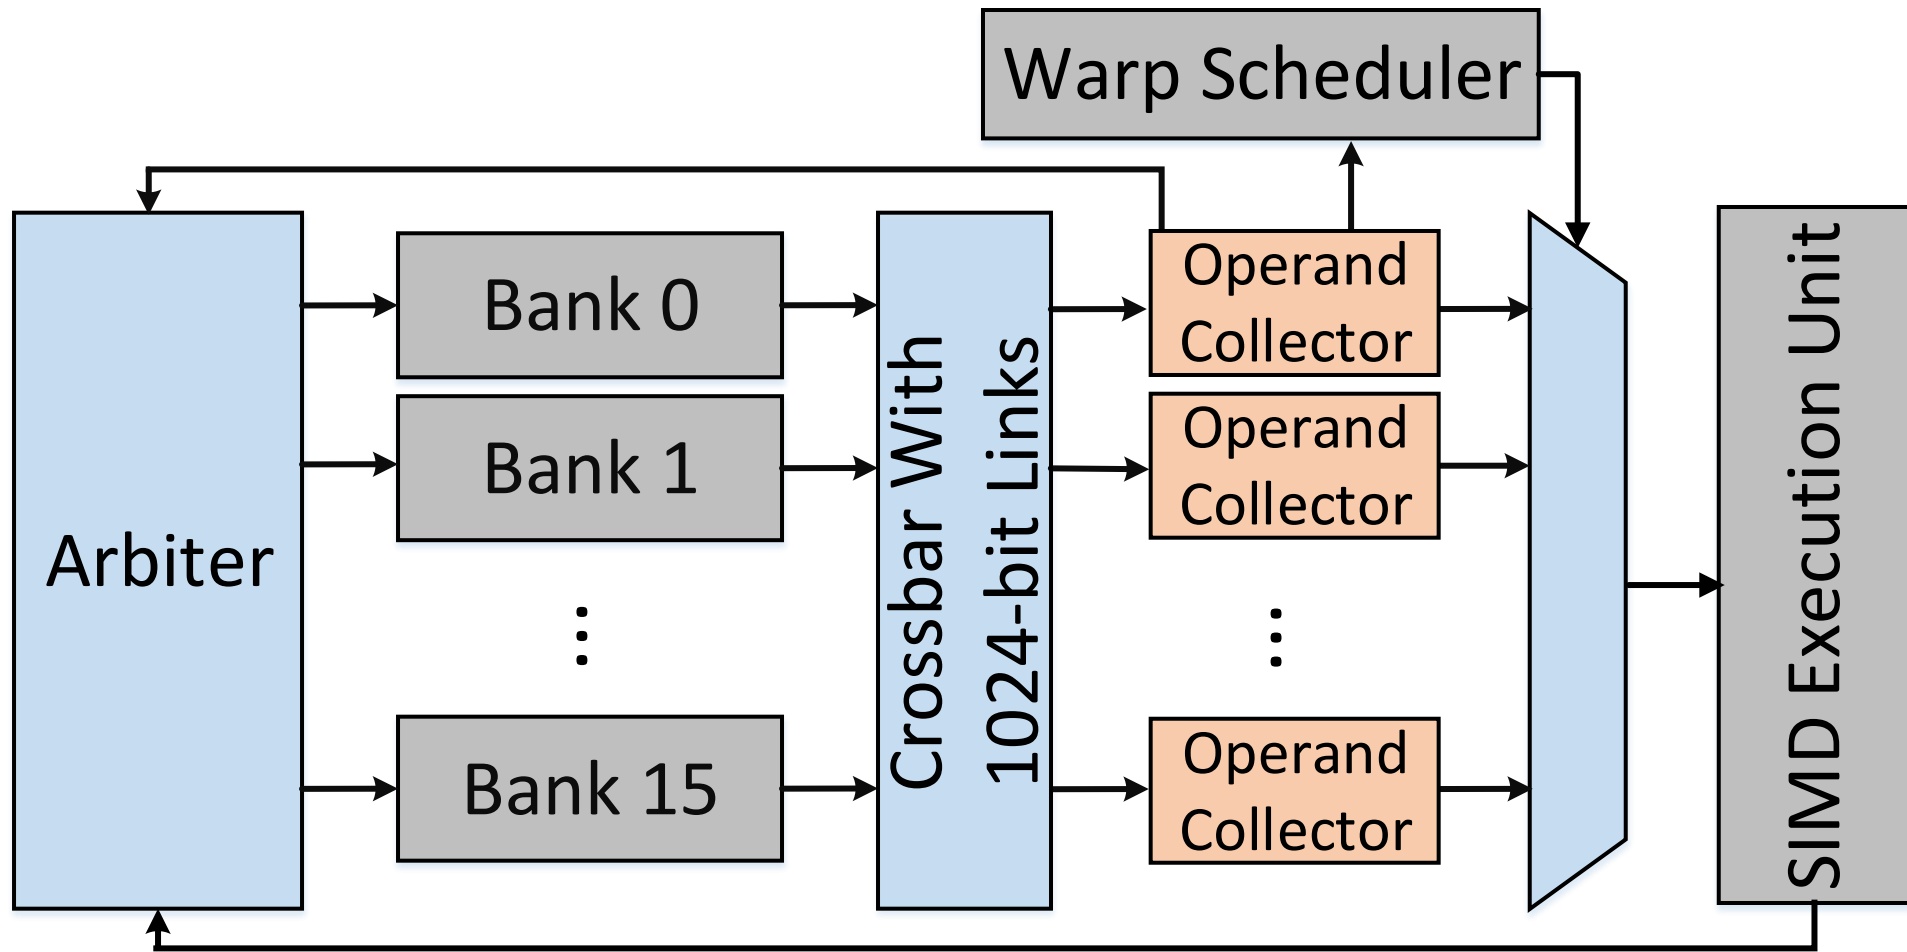 Warp Scheduler
Arbiter
Bank 0
Bank 1
Bank 15
Crossbar With
1024-bit Links
Operand
Collector
Operand
Collector
Operand
Collector
SIMD Execution Unit